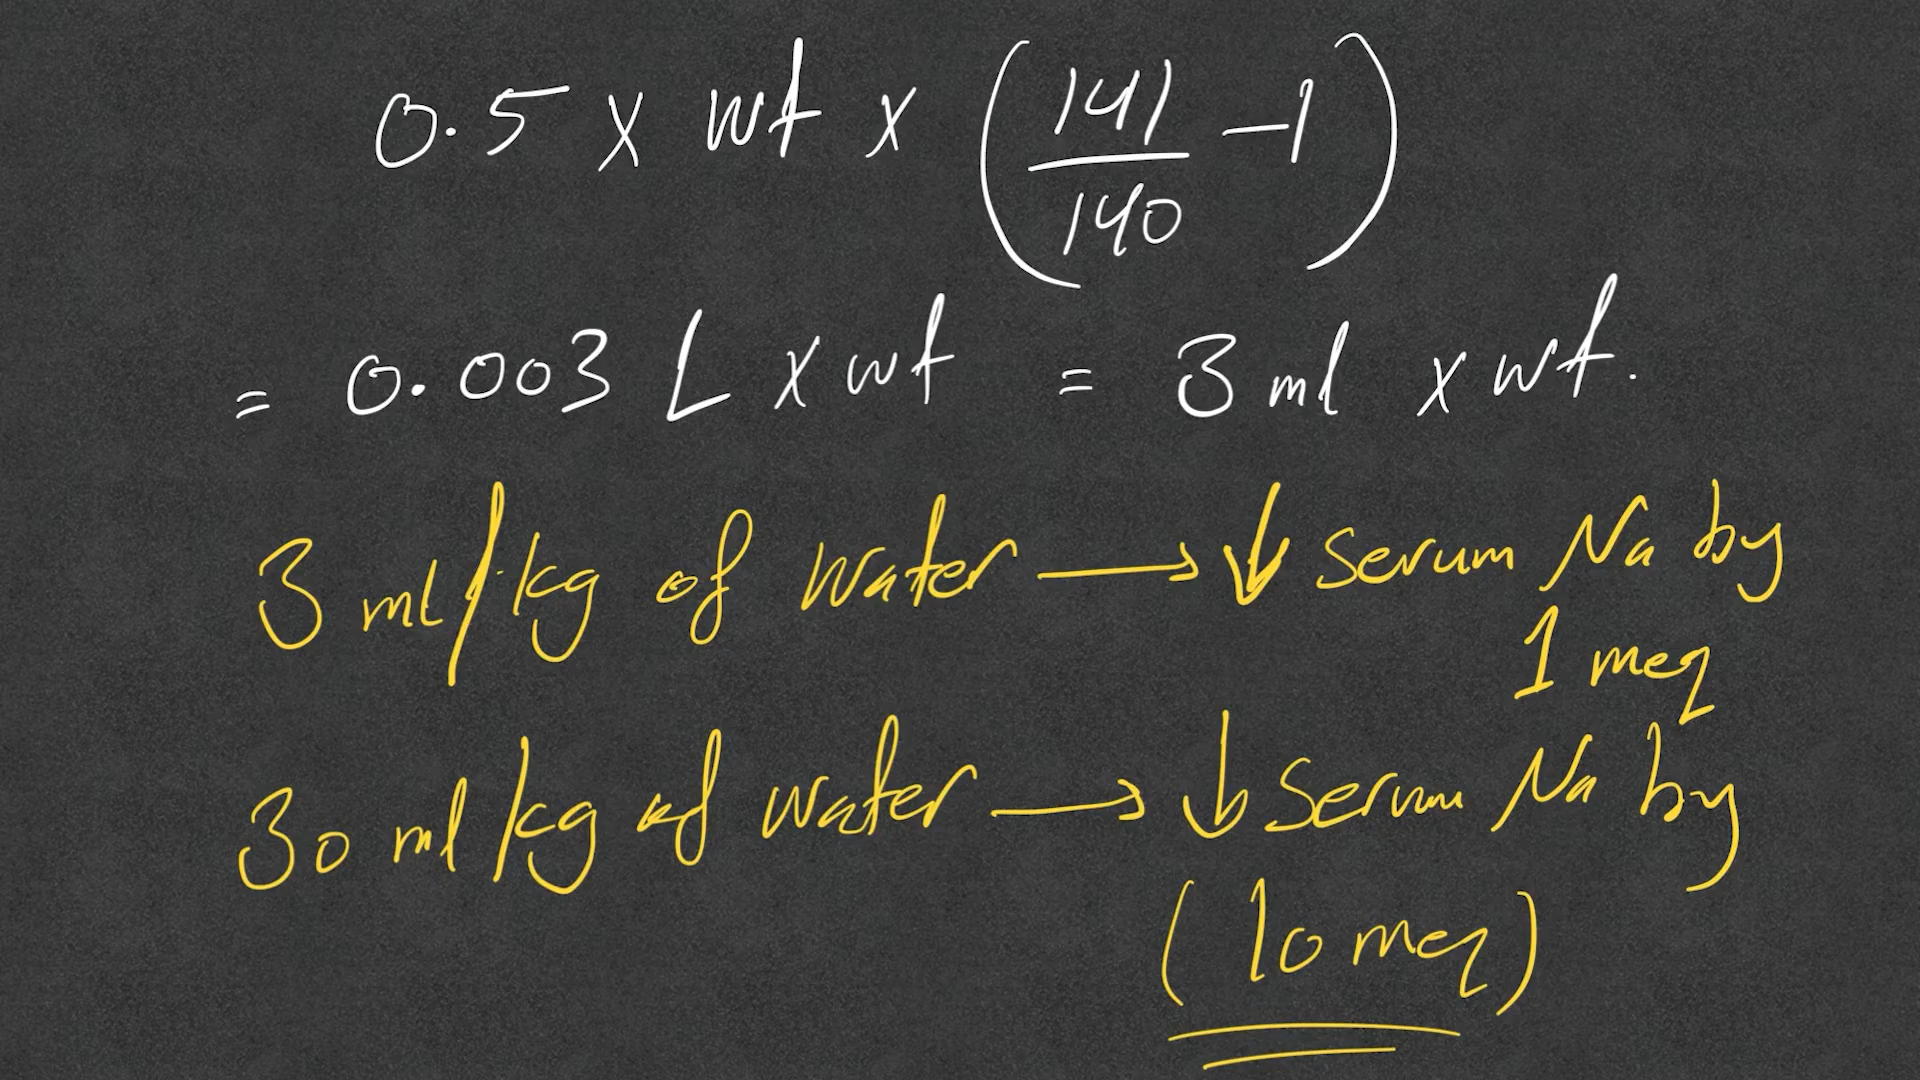 0.5 x wt x (141/140 - 1)
= 0.003 L x wt = 3 ml x wt.
3 ml/kg of water → ↓ serum Na by
1 meq
30 ml/kg of water → ↓ serum Na by
(10 meq)